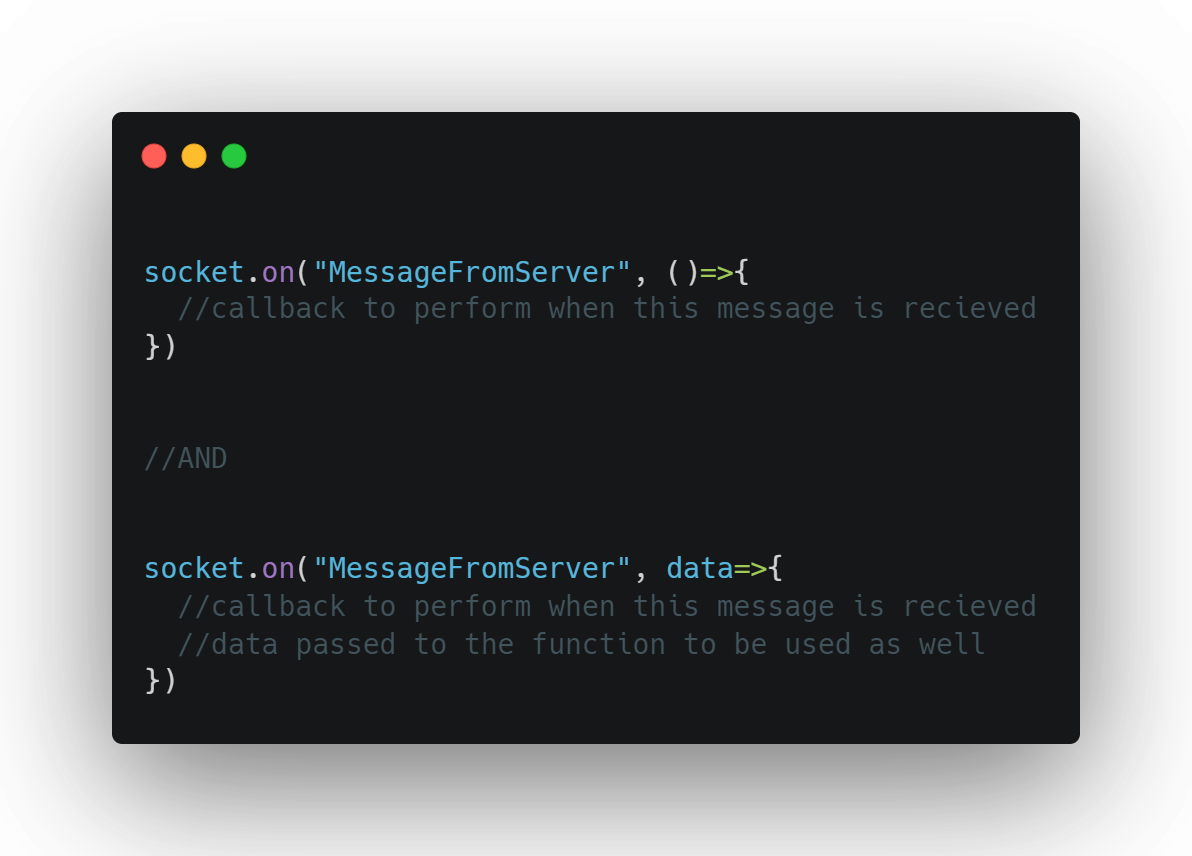 socket.on("MessageFromServer", ()=>{
  //callback to perform when this message is recieved
})
//AND
socket.on("MessageFromServer", data=>{
  //callback to perform when this message is recieved
  //data passed to the function to be used as well
})